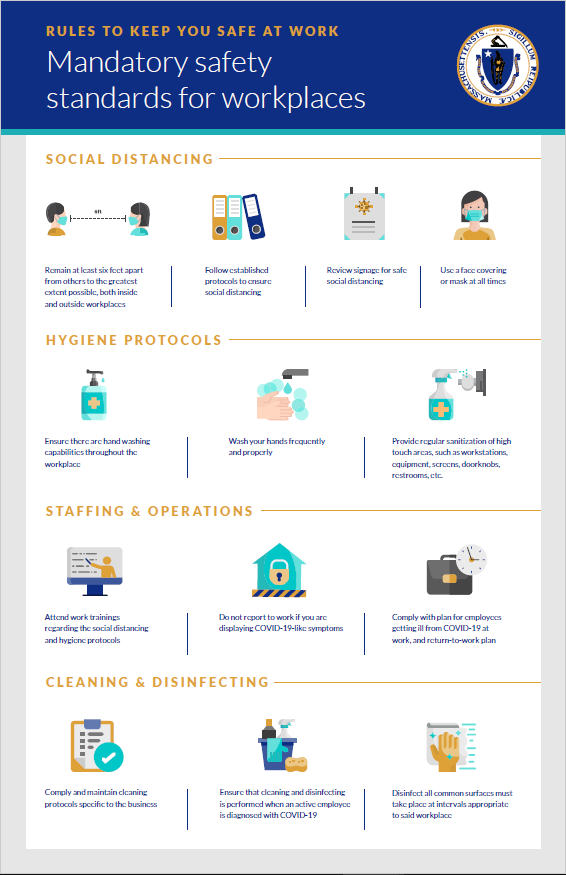 RULES TO KEEP YOU SAFE AT WORK
Mandatory safety
standards for workplaces
MASSACHUSETTENSIS. SIGILLUM REIPUBLICÆ
SOCIAL DISTANCING
6ft
Remain at least six feet apart
from others to the greatest
extent possible, both inside
and outside workplaces
Follow established
protocols to ensure
social distancing
Review signage for safe
social distancing
Use a face covering
or mask at all times
HYGIENE PROTOCOLS
Ensure there are hand washing
capabilities throughout the
workplace
Wash your hands frequently
and properly
Provide regular sanitization of high
touch areas, such as workstations,
equipment, screens, doorknobs,
restrooms, etc.
STAFFING & OPERATIONS
Attend work trainings
regarding the social distancing
and hygiene protocols
Do not report to work if you are
displaying COVID-19-like symptoms
Comply with plan for employees
getting ill from COVID-19 at
work, and return-to-work plan
CLEANING & DISINFECTING
Comply and maintain cleaning
protocols specific to the business
Ensure that cleaning and disinfecting
is performed when an active employee
is diagnosed with COVID-19
Disinfect all common surfaces must
take place at intervals appropriate
to said workplace